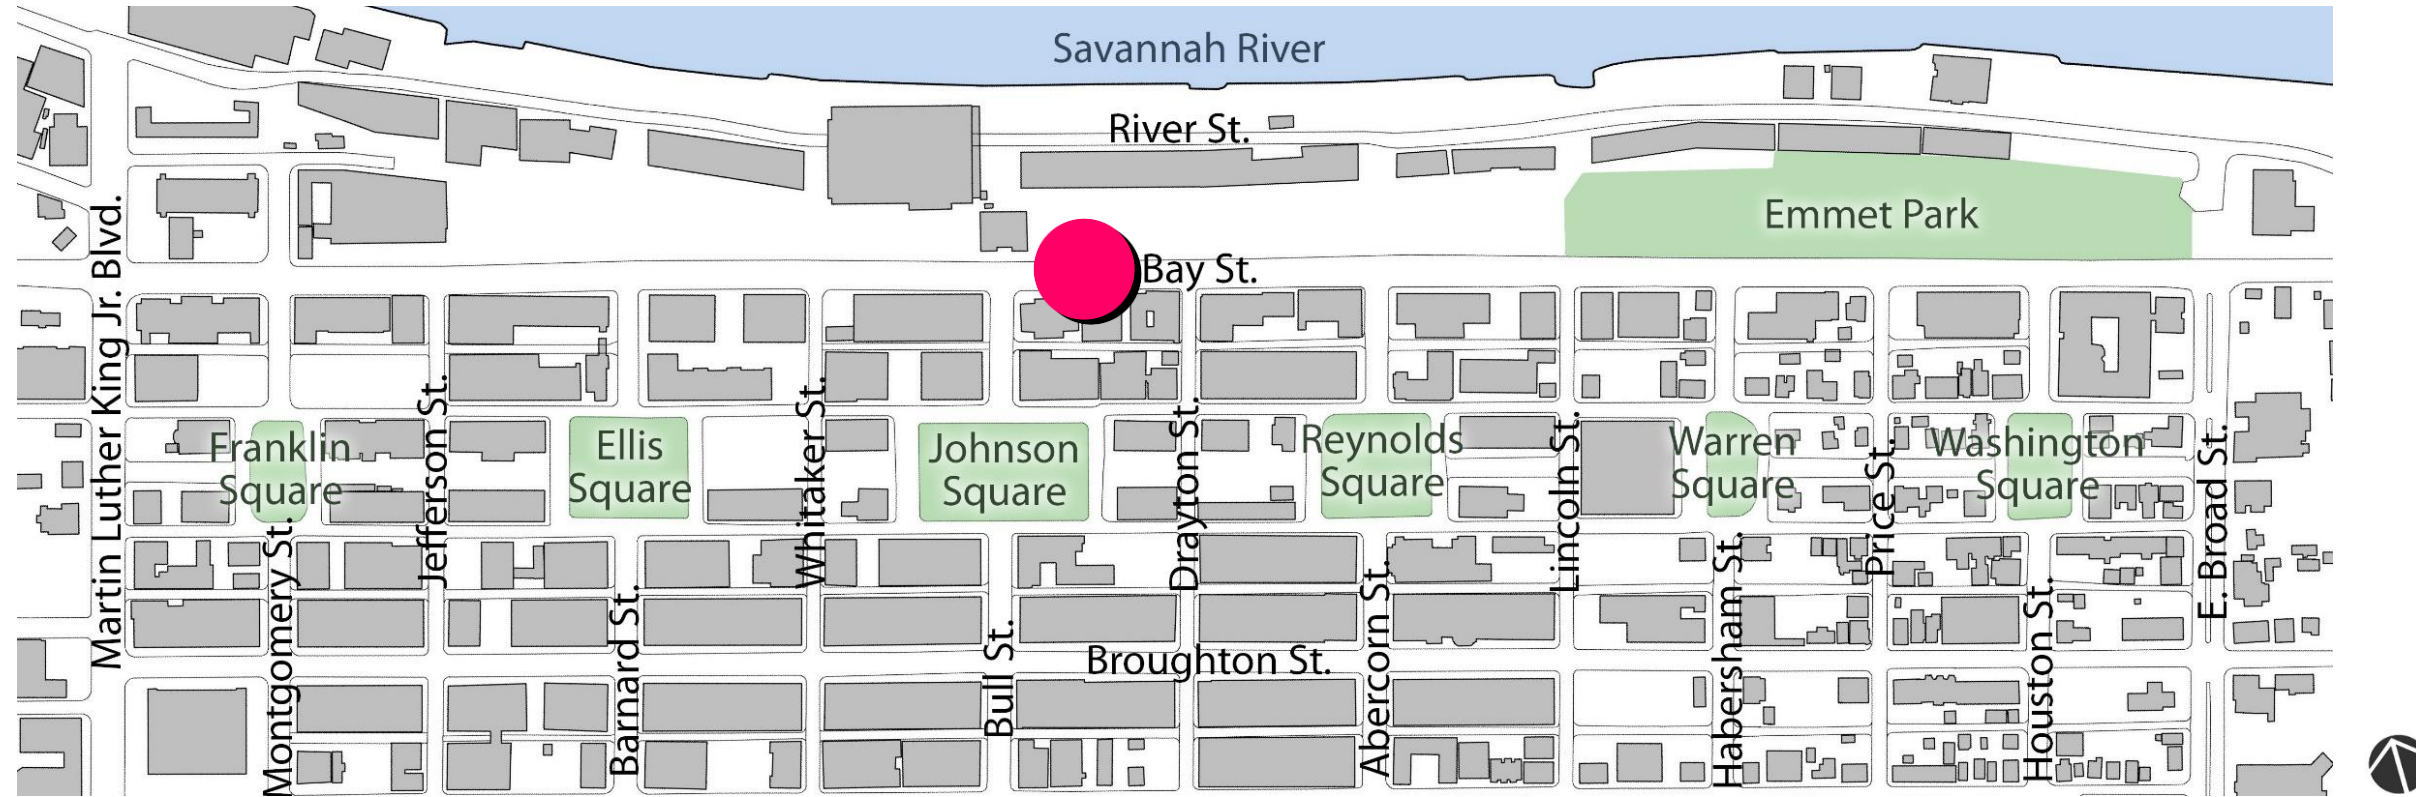 Savannah River
River St.
Emmet Park
Bay St.
Martin Luther King Jr. Blvd.
Franklin
Square
Jefferson St.
Ellis
Square
Whitaker St.
Johnson
Square
Drayton St.
Reynolds
Square
Lincoln St.
Warren
Square
Price St.
Washington
Square
E. Broad St.
Montgomery St.
Barnard St.
Bull St.
Broughton St.
Abercorn St.
Habersham St.
Houston St.